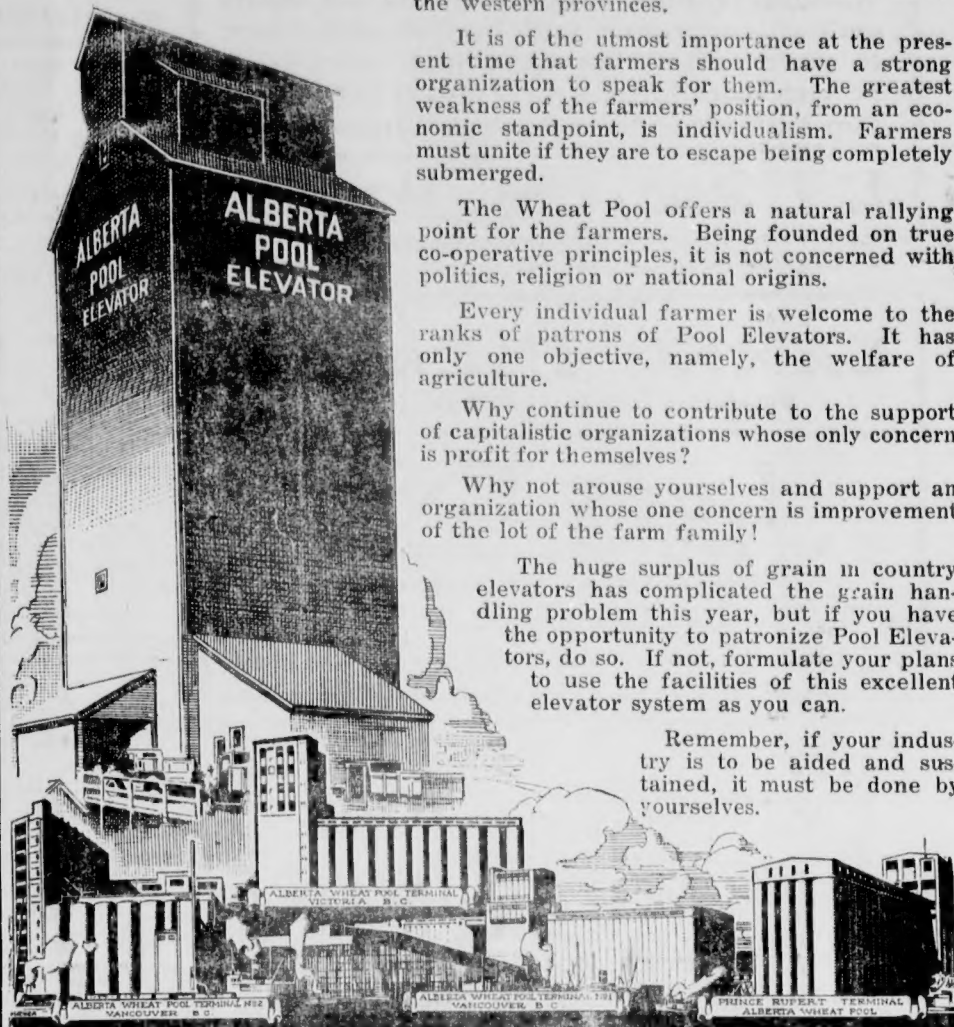 the western provinces.
It is of the utmost importance at the pres-
ent time that farmers should have a strong
organization to speak for them. The greatest
weakness of the farmers' position, from an eco-
nomic standpoint, is individualism. Farmers
must unite if they are to escape being completely
submerged.
The Wheat Pool offers a natural rallying
point for the farmers. Being founded on true
co-operative principles, it is not concerned with
politics, religion or national origins.
Every individual farmer is welcome to the
ranks of patrons of Pool Elevators. It has
only one objective, namely, the welfare of
agriculture.
Why continue to contribute to the support
of capitalistic organizations whose only concern
is profit for themselves?
Why not arouse yourselves and support an
organization whose one concern is improvement
of the lot of the farm family!
The huge surplus of grain in country
elevators has complicated the grain han-
dling problem this year, but if you have
the opportunity to patronize Pool Eleva-
tors, do so. If not, formulate your plans
to use the facilities of this excellent
elevator system as you can.
Remember, if your indus-
try is to be aided and sus-
tained, it must be done by
yourselves.
ALBERTA
POOL
ELEVATOR
ALBERTA
POOL
ELEVATOR
ALBERTA WHEAT POOL TERMINAL
VICTORIA B.C.
ALBERTA WHEAT POOL TERMINAL Nº2
VANCOUVER B C
ALBERTA WHEAT POOL TERMINAL Nº1
VANCOUVER B C
PRINCE RUPERT TERMINAL
ALBERTA WHEAT POOL